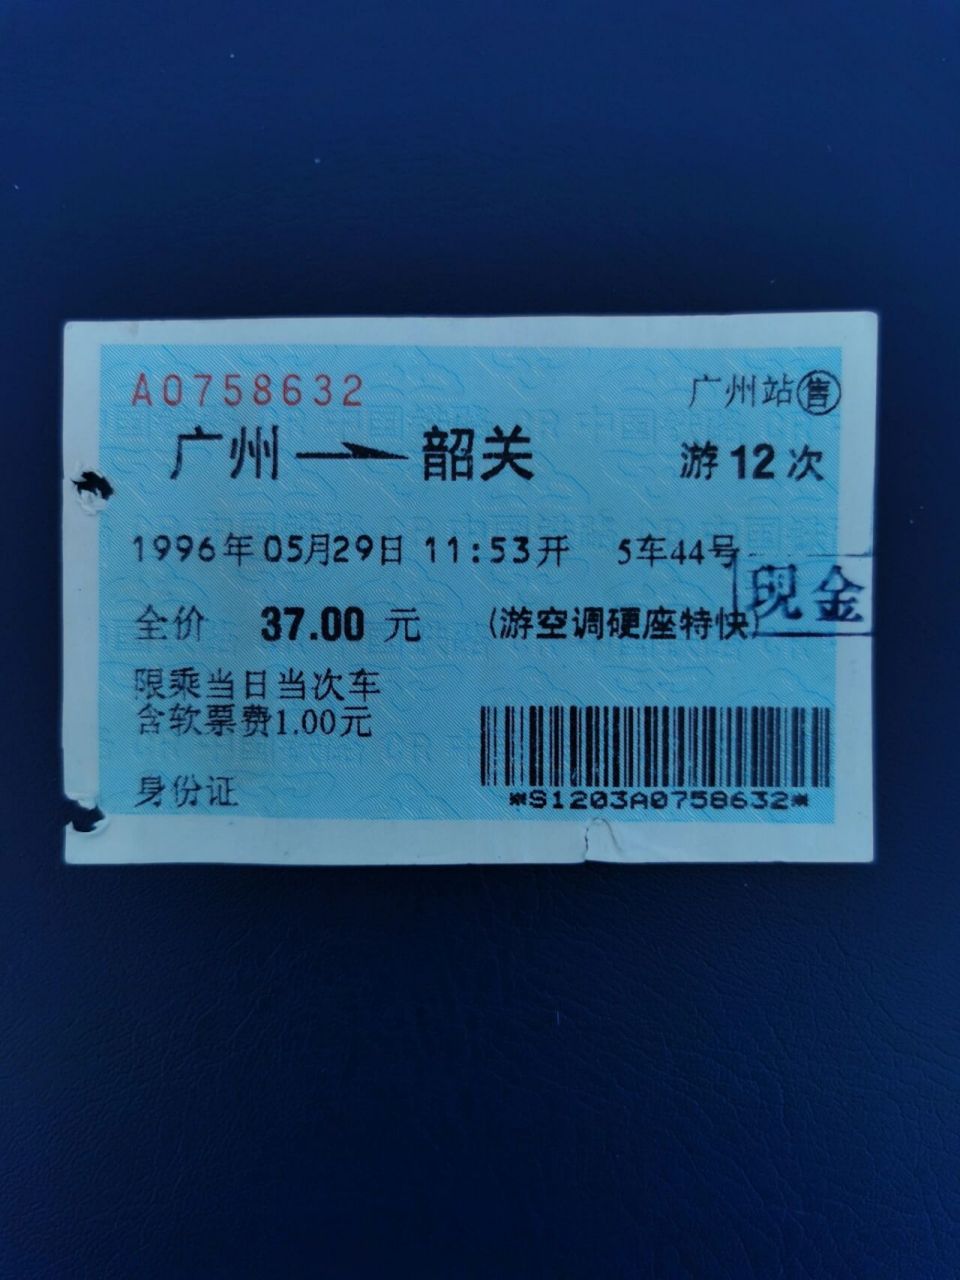 A0758632 广州站售
广州 → 韶关 游12次
1996年05月29日 11:53开 5车44号
现金
全价 37.00 元 (游空调硬座特快)
限乘当日当次车
含软票费1.00元
身份证
*S1203A0758632*